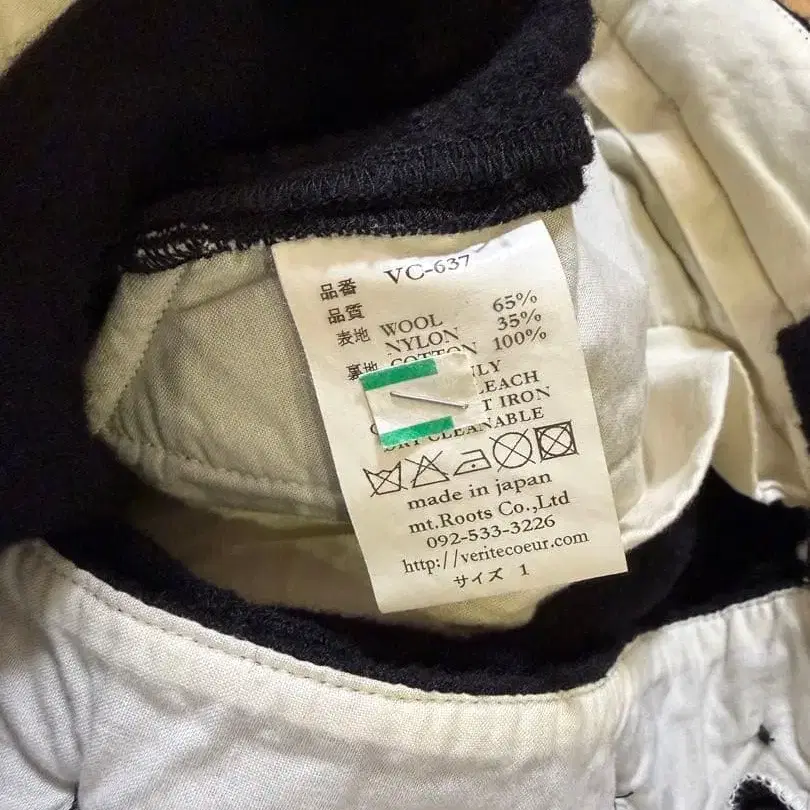 品番 VC-637
品質
表地 WOOL 65%
NYLON 35%
裏地 COTTON 100%
LY
LEACH
T IRON
DRY CLEANABLE
made in japan
mt.Roots Co.,Ltd
092-533-3226
http://veritecoeur.com
サイズ 1